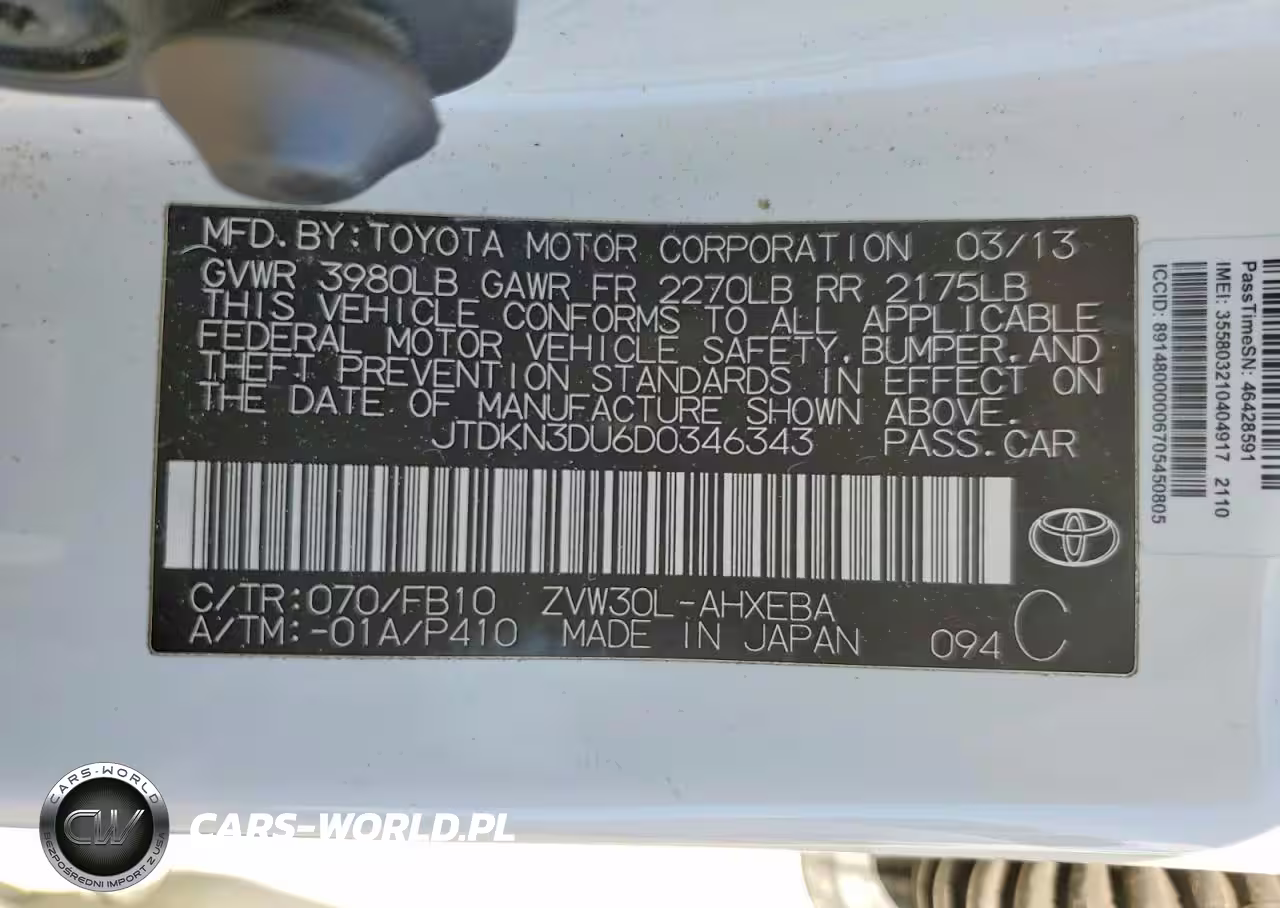 MFD. BY: TOYOTA MOTOR CORPORATION 03/13
GVWR 3980LB GAWR FR 2270LB RR 2175LB
THIS VEHICLE CONFORMS TO ALL APPLICABLE
FEDERAL MOTOR VEHICLE SAFETY, BUMPER, AND
THEFT PREVENTION STANDARDS IN EFFECT ON
THE DATE OF MANUFACTURE SHOWN ABOVE.
JTDKN3DU6D0346343 PASS. CAR
C/TR: 070/FB10 ZVW30L-AHXEBA
A/TM: -01A/P410 MADE IN JAPAN 094 C
PassTimeSN: 46428591
IMEI: 355803210404917 2110
ICCID: 89148000006705450805
CARS-WORLD
CW
BEZPOŚREDNI IMPORT Z USA
CARS-WORLD.PL